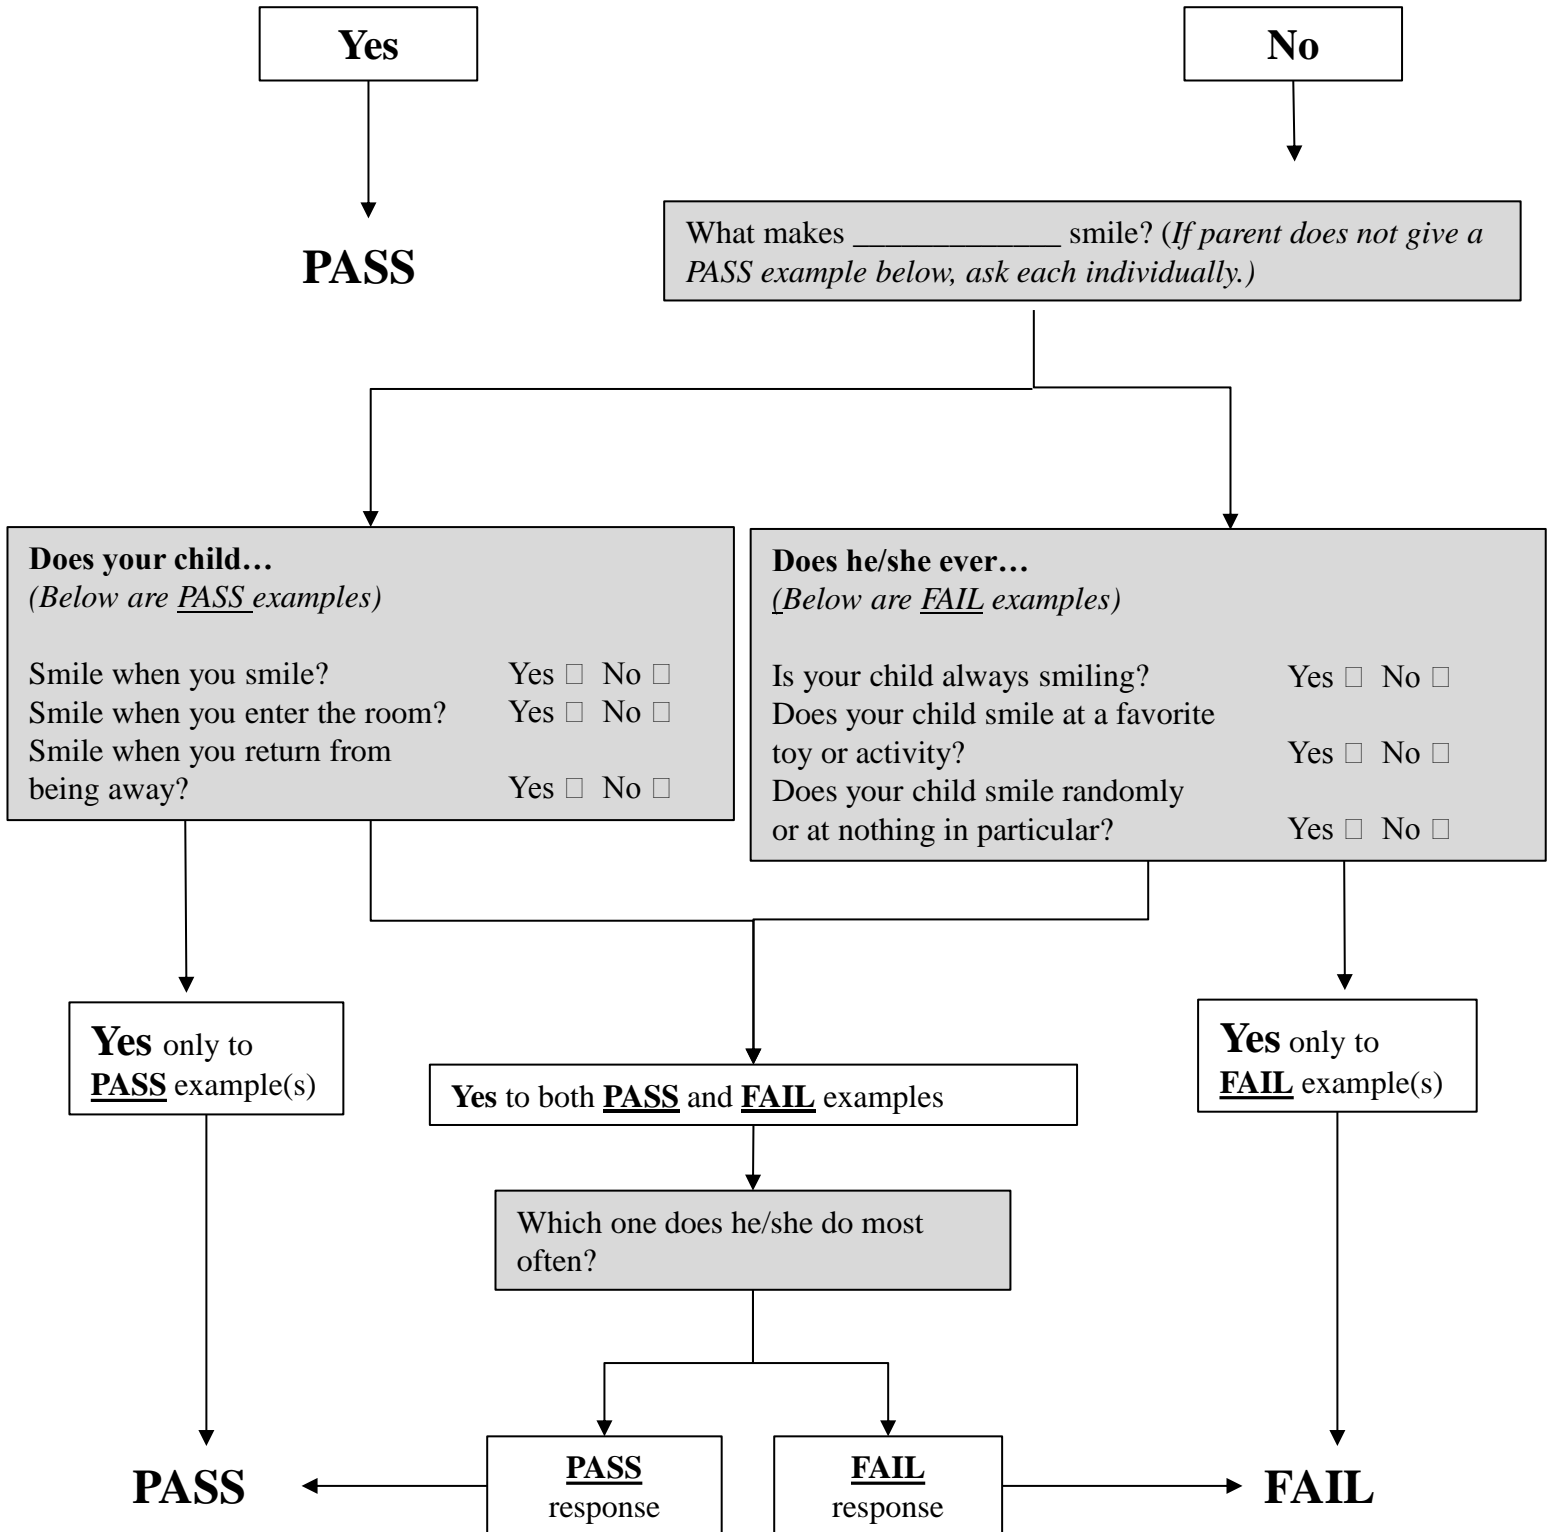 Yes
No
PASS
What makes _____________ smile? (If parent does not give a
PASS example below, ask each individually.)
Does your child…
(Below are PASS examples)
Smile when you smile? Yes □ No □
Smile when you enter the room? Yes □ No □
Smile when you return from
being away? Yes □ No □
Does he/she ever…
(Below are FAIL examples)
Is your child always smiling? Yes □ No □
Does your child smile at a favorite
toy or activity? Yes □ No □
Does your child smile randomly
or at nothing in particular? Yes □ No □
Yes only to
PASS example(s)
Yes to both PASS and FAIL examples
Yes only to
FAIL example(s)
Which one does he/she do most
often?
PASS
PASS
response
FAIL
response
FAIL